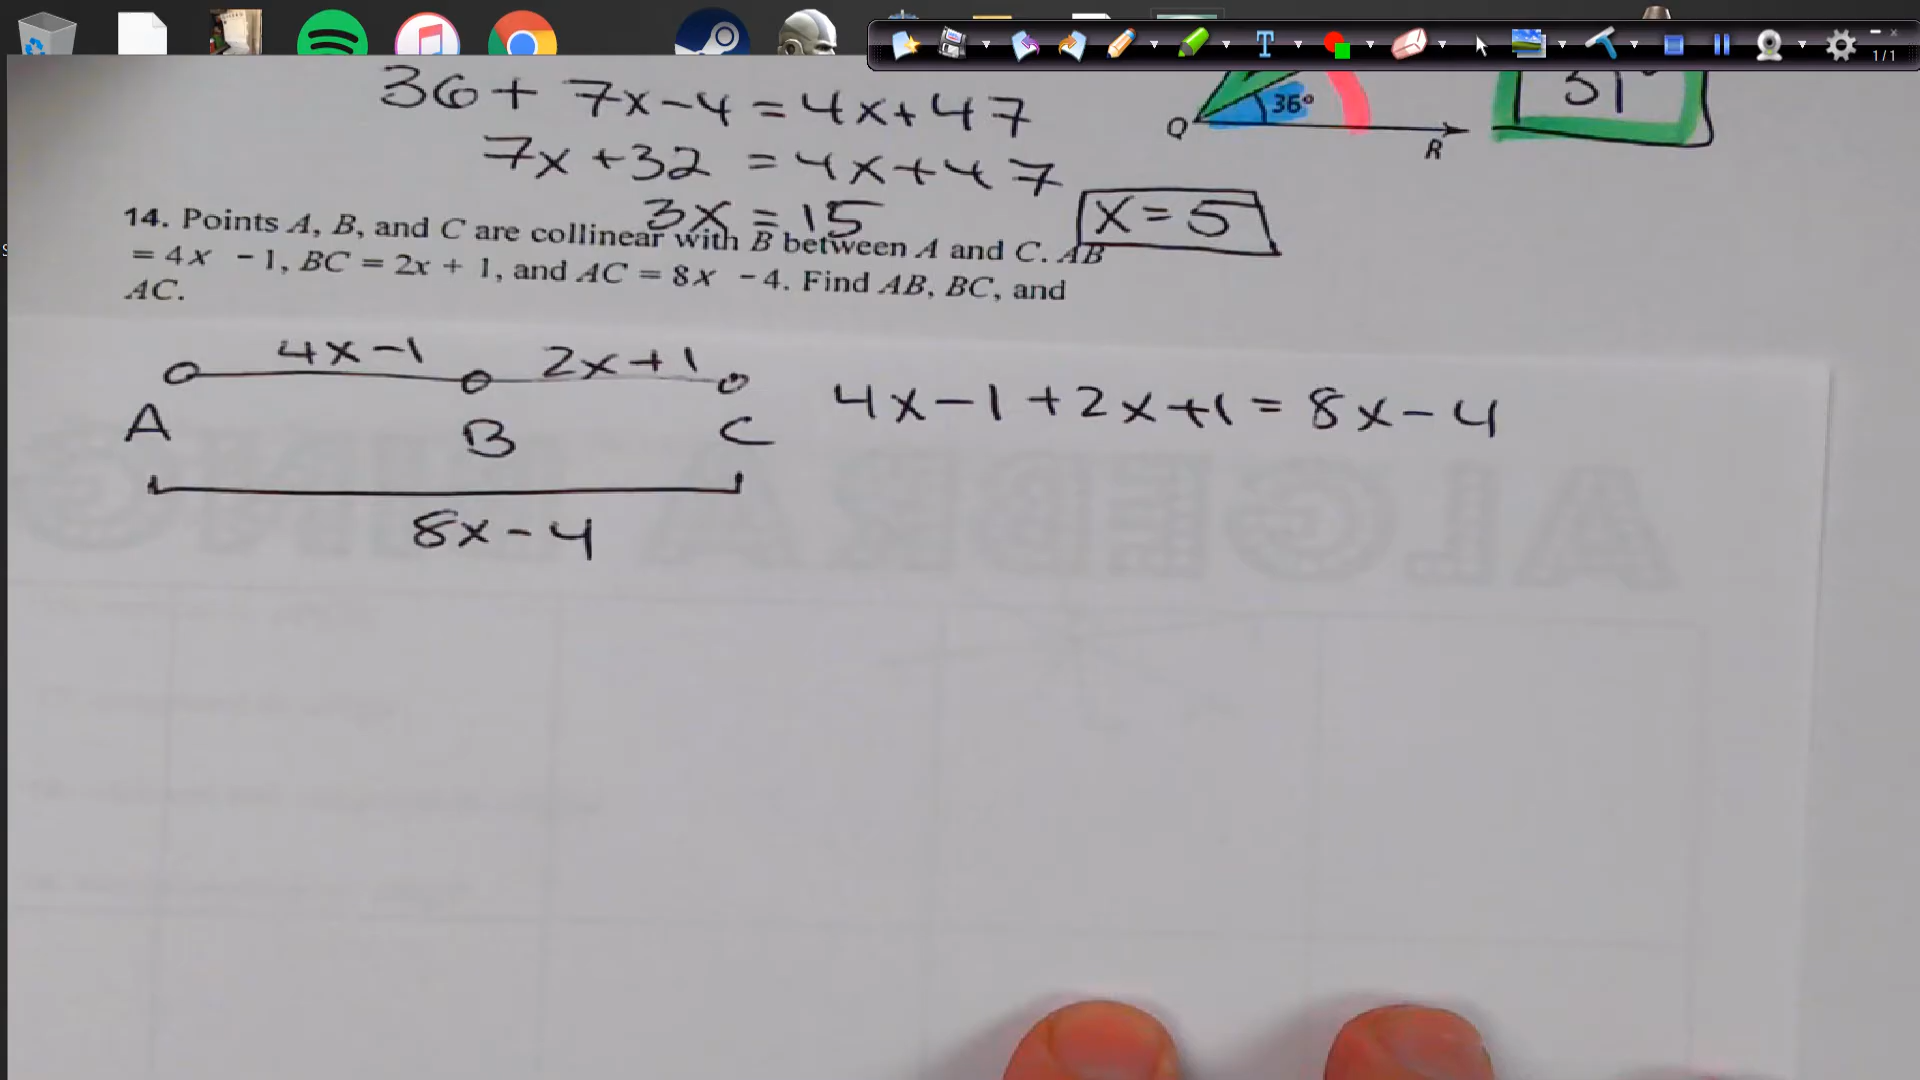 1/1
36 + 7x-4 = 4x+47
36°
Q
R
7x +32 = 4x+47
3x = 15
x = 5
14. Points A, B, and C are collinear with B between A and C. AB
= 4x - 1, BC = 2x + 1, and AC = 8x - 4. Find AB, BC, and
AC.
4x-1
2x+1
A
B
C
8x-4
4x-1+2x+1 = 8x-4